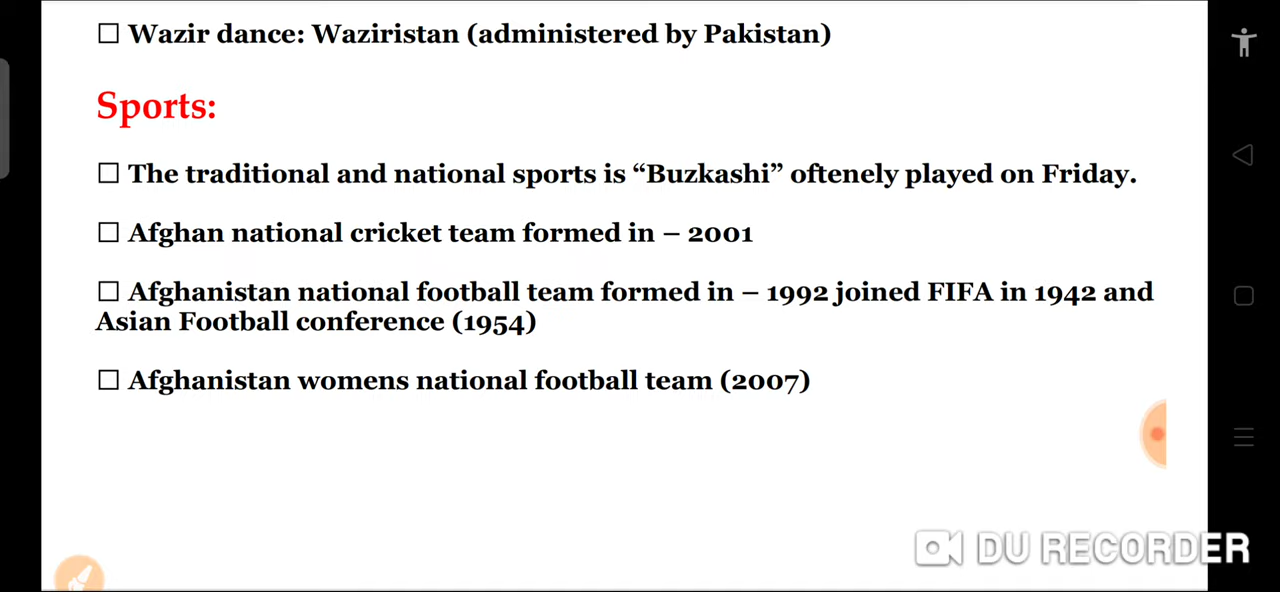 ☐ Wazir dance: Waziristan (administered by Pakistan)
Sports:
☐ The traditional and national sports is “Buzkashi” oftenely played on Friday.
☐ Afghan national cricket team formed in – 2001
☐ Afghanistan national football team formed in – 1992 joined FIFA in 1942 and
Asian Football conference (1954)
☐ Afghanistan womens national football team (2007)
DU RECORDER